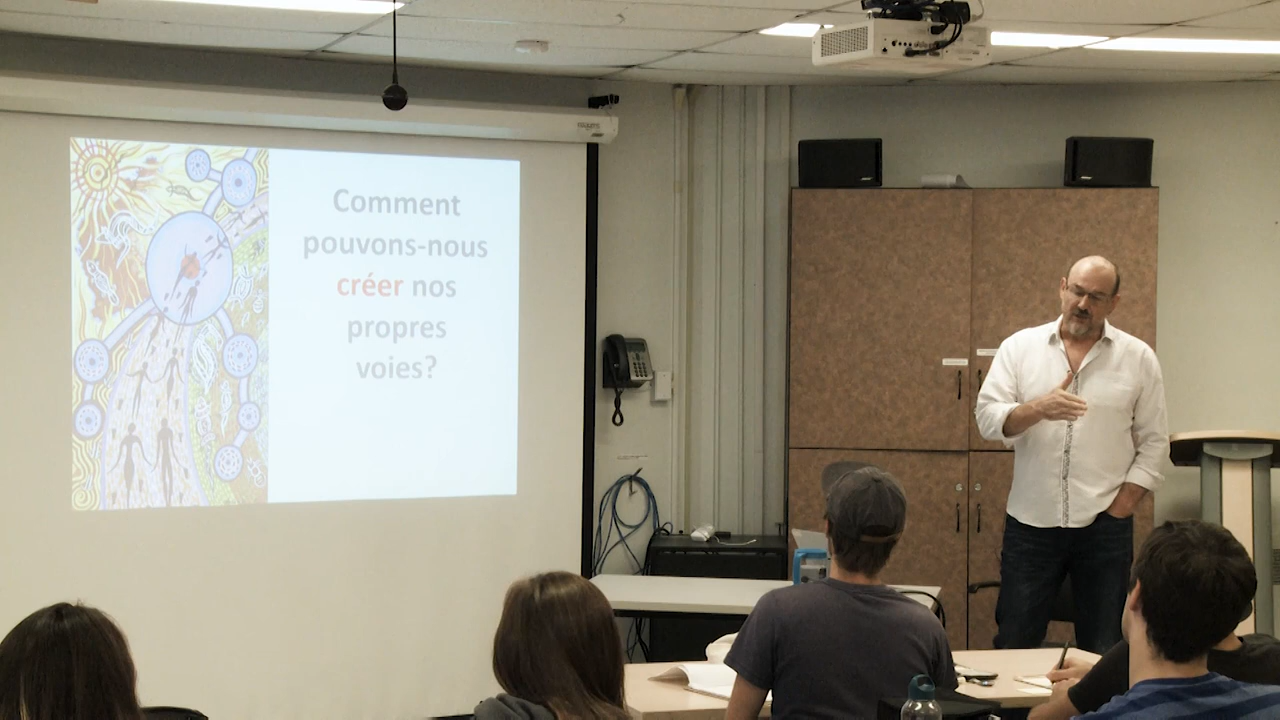 Comment
pouvons-nous
créer nos
propres
voies?